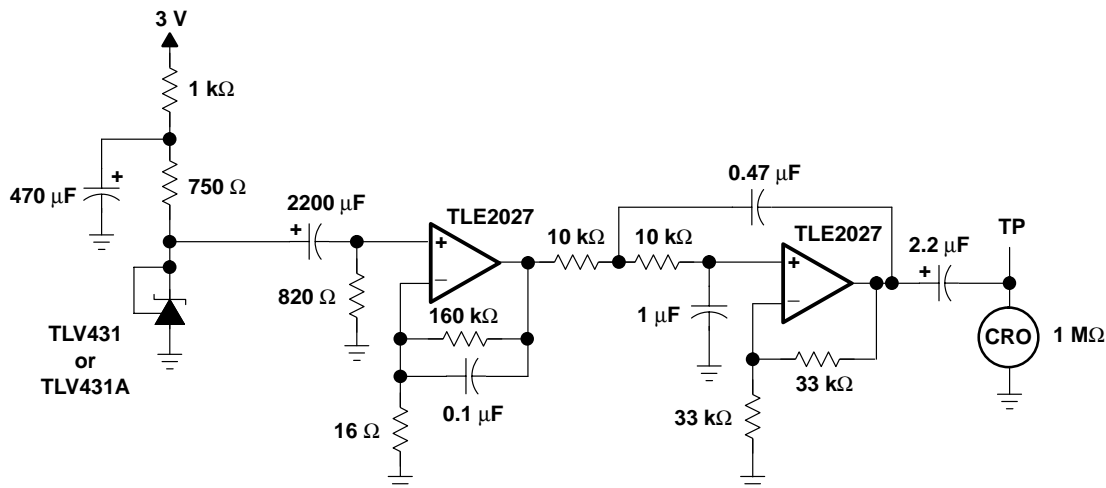 3 V
1 kΩ
470 μF
+
750 Ω
2200 μF
+
TLV431
or
TLV431A
820 Ω
TLE2027
+
−
160 kΩ
0.1 μF
16 Ω
10 kΩ
10 kΩ
0.47 μF
1 μF
TLE2027
+
−
33 kΩ
33 kΩ
2.2 μF
+
TP
CRO
1 MΩ